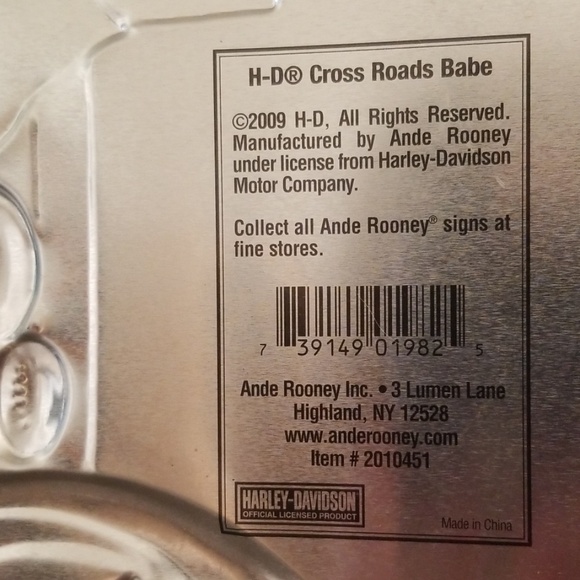 H-D® Cross Roads Babe
©2009 H-D, All Rights Reserved.
Manufactured by Ande Rooney
under license from Harley-Davidson
Motor Company.
Collect all Ande Rooney® signs at
fine stores.
7 39149 01982 5
Ande Rooney Inc. • 3 Lumen Lane
Highland, NY 12528
www.anderooney.com
Item # 2010451
HARLEY-DAVIDSON
OFFICIAL LICENSED PRODUCT
Made in China